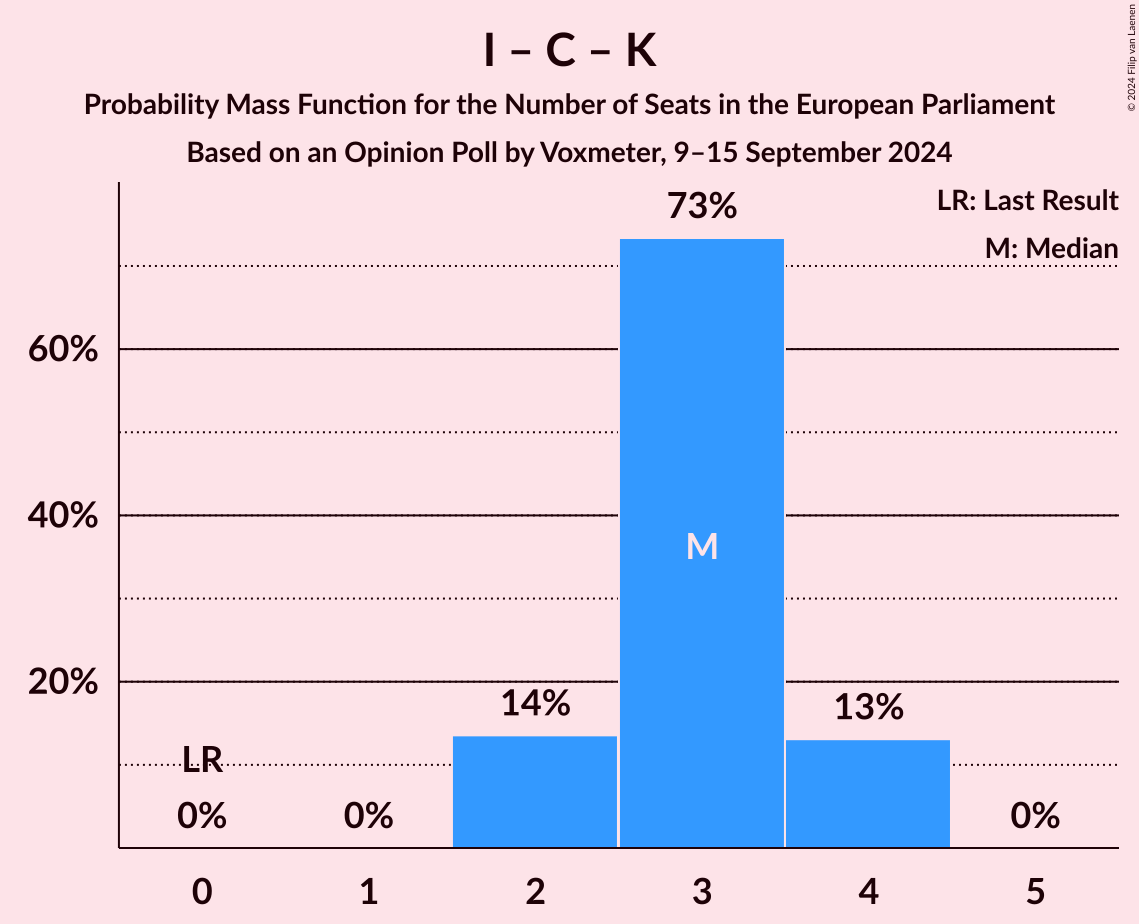 I – C – K
Probability Mass Function for the Number of Seats in the European Parliament
Based on an Opinion Poll by Voxmeter, 9–15 September 2024
© 2024 Filip van Laenen
LR: Last Result
M: Median
73%
60%
40%
M
20%
14%
13%
LR
0%
0%
0%
0
1
2
3
4
5